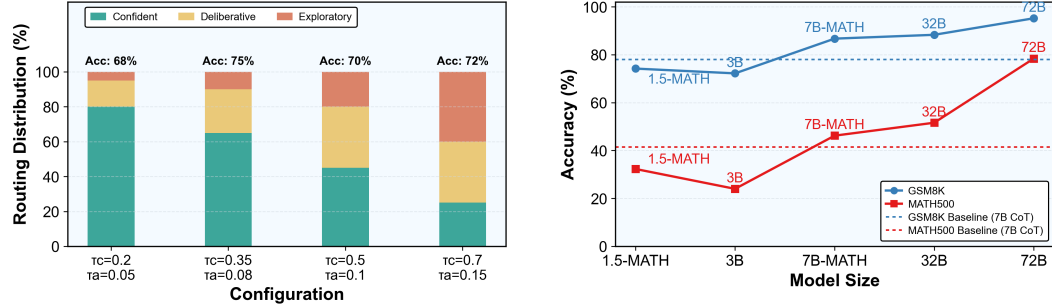 Confident Deliberative Exploratory
Acc: 68% Acc: 75% Acc: 70% Acc: 72%
Routing Distribution (%)
100
80
60
40
20
0
τc=0.2 τc=0.35 τc=0.5 τc=0.7
τa=0.05 τa=0.08 τa=0.1 τa=0.15
Configuration
Accuracy (%)
100
80
60
40
20
0
1.5-MATH 3B 7B-MATH 32B 72B
1.5-MATH 3B 7B-MATH 32B 72B
GSM8K
MATH500
GSM8K Baseline (7B CoT)
MATH500 Baseline (7B CoT)
1.5-MATH 3B 7B-MATH 32B 72B
Model Size